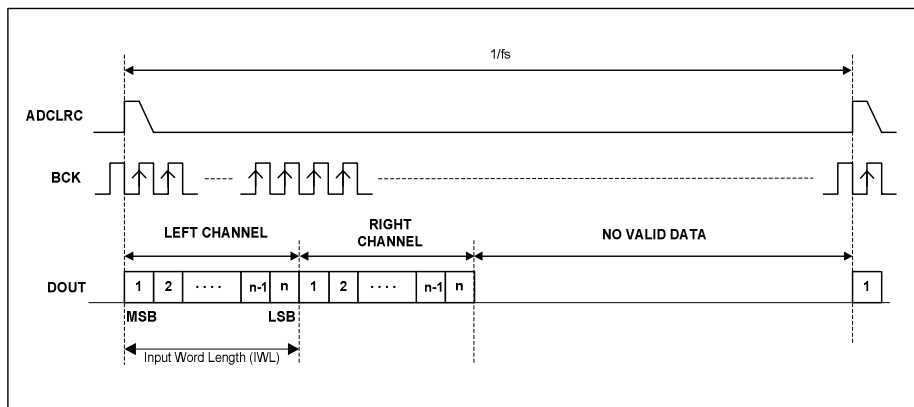 1/fs
ADCLRC
BCK
LEFT CHANNEL
RIGHT
CHANNEL
NO VALID DATA
DOUT
1 2 .... n-1 n 1 2 .... n-1 n 1
MSB LSB
Input Word Length (IWL)